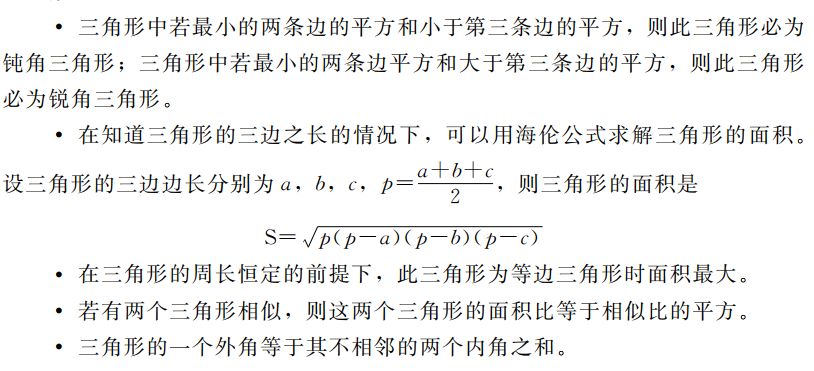 • 三角形中若最小的两条边的平方和小于第三条边的平方，则此三角形必为
钝角三角形；三角形中若最小的两条边平方和大于第三条边的平方，则此三角形
必为锐角三角形。
• 在知道三角形的三边之长的情况下，可以用海伦公式求解三角形的面积。
设三角形的三边边长分别为 a，b，c，p=\frac{a+b+c}{2}，则三角形的面积是
S=\sqrt{p(p-a)(p-b)(p-c)}
• 在三角形的周长恒定的前提下，此三角形为等边三角形时面积最大。
• 若有两个三角形相似，则这两个三角形的面积比等于相似比的平方。
• 三角形的一个外角等于其不相邻的两个内角之和。